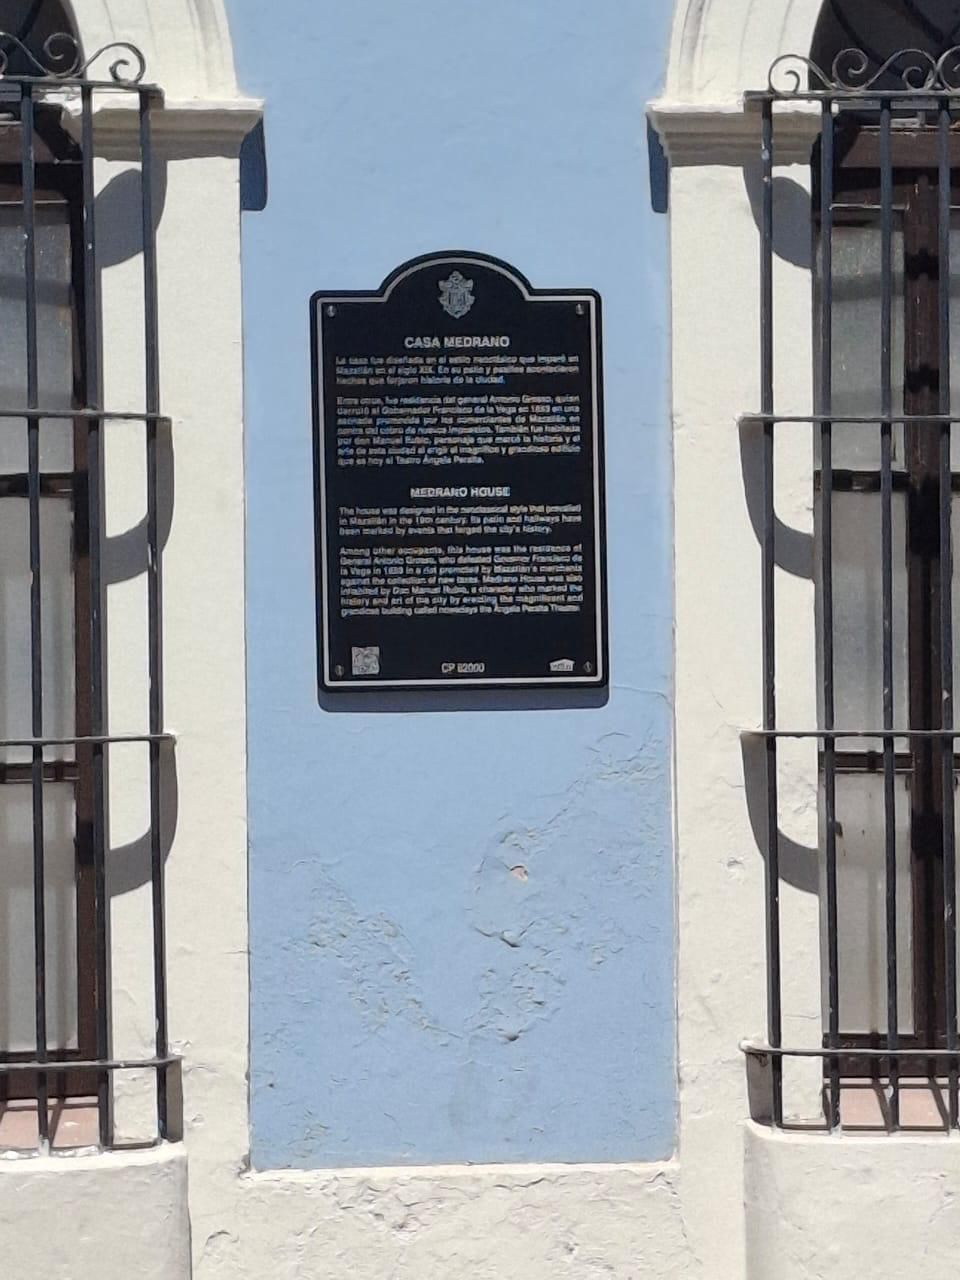 CASA MEDRANO
La casa fue diseñada en el estilo neoclásico que imperó en
Mazatlán en el siglo XIX. En su patio y pasillos acontecieron
hechos que forjaron historia de la ciudad.
Entre otros, fue residencia del general Antonio Grosso, quien
derrotó al Gobernador Francisco de la Vega en 1853 en una
asonada promovida por los comerciantes de Mazatlán en
contra del cobro de nuevos impuestos. También fue habitada
por don Manuel Rubio, personaje que marcó la historia y el
arte de esta ciudad al erigir el magnífico y grandioso edificio
que es hoy el Teatro Ángela Peralta.
MEDRANO HOUSE
The house was designed in the neoclassical style that prevailed
in Mazatlán in the 19th century. Its patio and hallways have
been marked by events that forged the city's history.
Among other occupants, this house was the residence of
General Antonio Grosso, who defeated Governor Francisco de
la Vega in 1853 in a riot promoted by Mazatlan's merchants
against the collection of new taxes. Medrano House was also
inhabited by Don Manuel Rubio, a character who marked the
history and art of the city by erecting the magnificent and
grandiose building called nowadays the Ángela Peralta Theater.
CP 82000